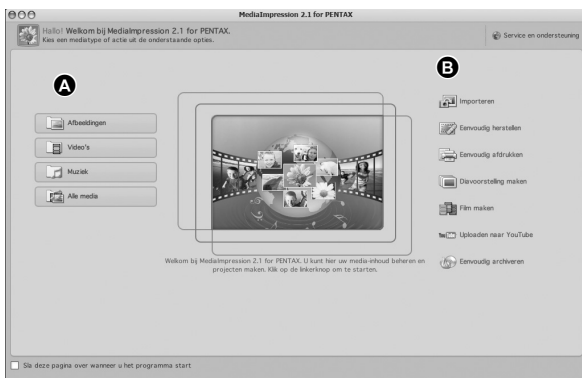 MediaImpression 2.1 for PENTAX
Hallo! Welkom bij MediaImpression 2.1 for PENTAX.
Kies een mediatype of actie uit de onderstaande opties.
Service en ondersteuning
A
Afbeeldingen
Video's
Muziek
Alle media
B
Importeren
Eenvoudig herstellen
Eenvoudig afdrukken
Diavoorstelling maken
Film maken
Uploaden naar YouTube
Eenvoudig archiveren
Welkom bij MediaImpression 2.1 for PENTAX. U kunt hier uw media-inhoud beheren en
projecten maken. Klik op de linkerknop om te starten.
Sla deze pagina over wanneer u het programma start